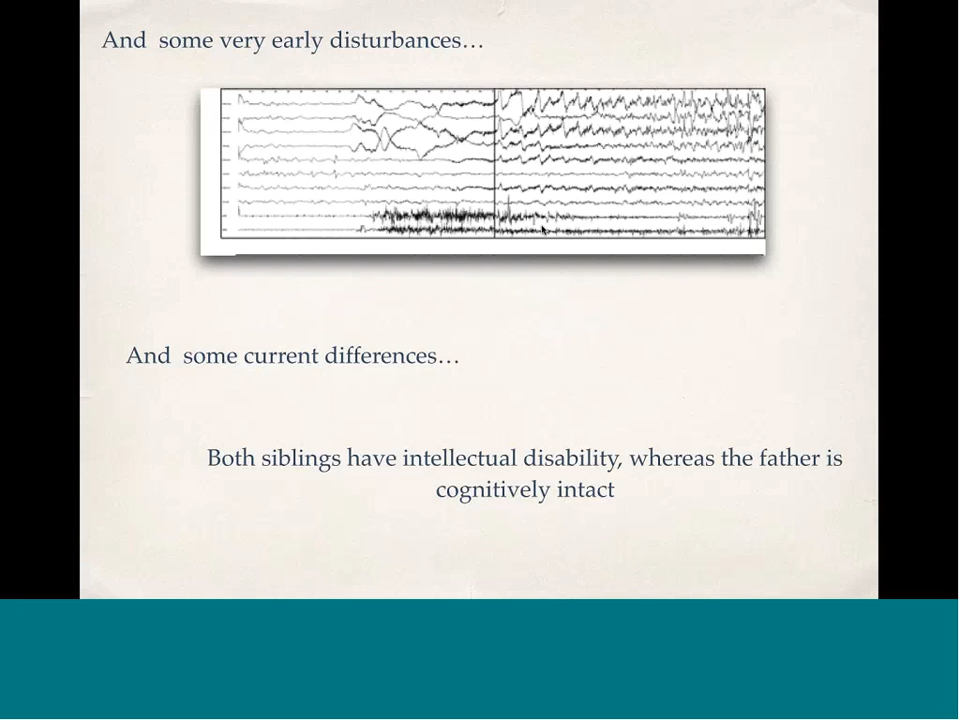 And some very early disturbances…
And some current differences…
Both siblings have intellectual disability, whereas the father is
cognitively intact